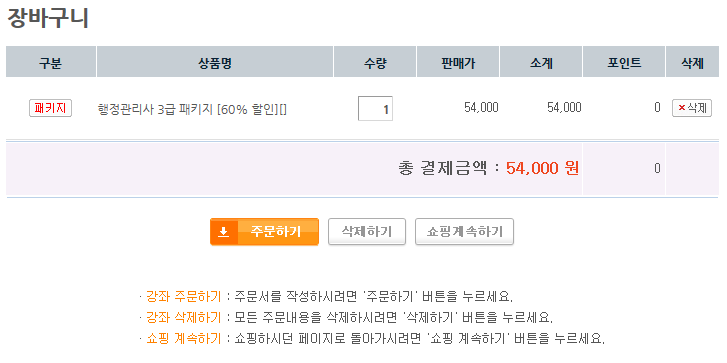 장바구니
구분 상품명 수량 판매가 소계 포인트 삭제
패키지 행정관리사 3급 패키지 [60% 할인][] 1 54,000 54,000 0 × 삭제
총 결제금액 : 54,000 원 0
주문하기 삭제하기 쇼핑계속하기
· 강좌 주문하기 : 주문서를 작성하시려면 '주문하기' 버튼을 누르세요.
· 강좌 삭제하기 : 모든 주문내용을 삭제하시려면 '삭제하기' 버튼을 누르세요.
· 쇼핑 계속하기 : 쇼핑하시던 페이지로 돌아가시려면 '쇼핑 계속하기' 버튼을 누르세요.